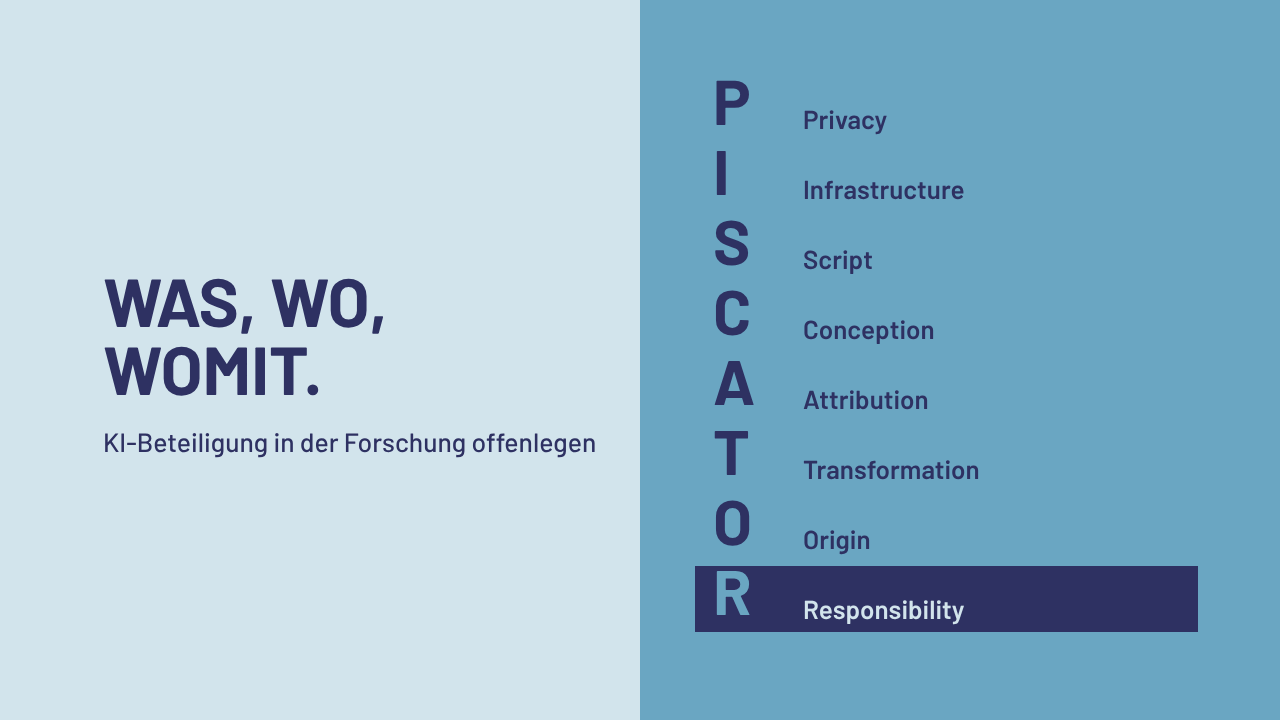 WAS, WO,
WOMIT.
KI-Beteiligung in der Forschung offenlegen
P Privacy
I Infrastructure
S Script
C Conception
A Attribution
T Transformation
O Origin
R Responsibility